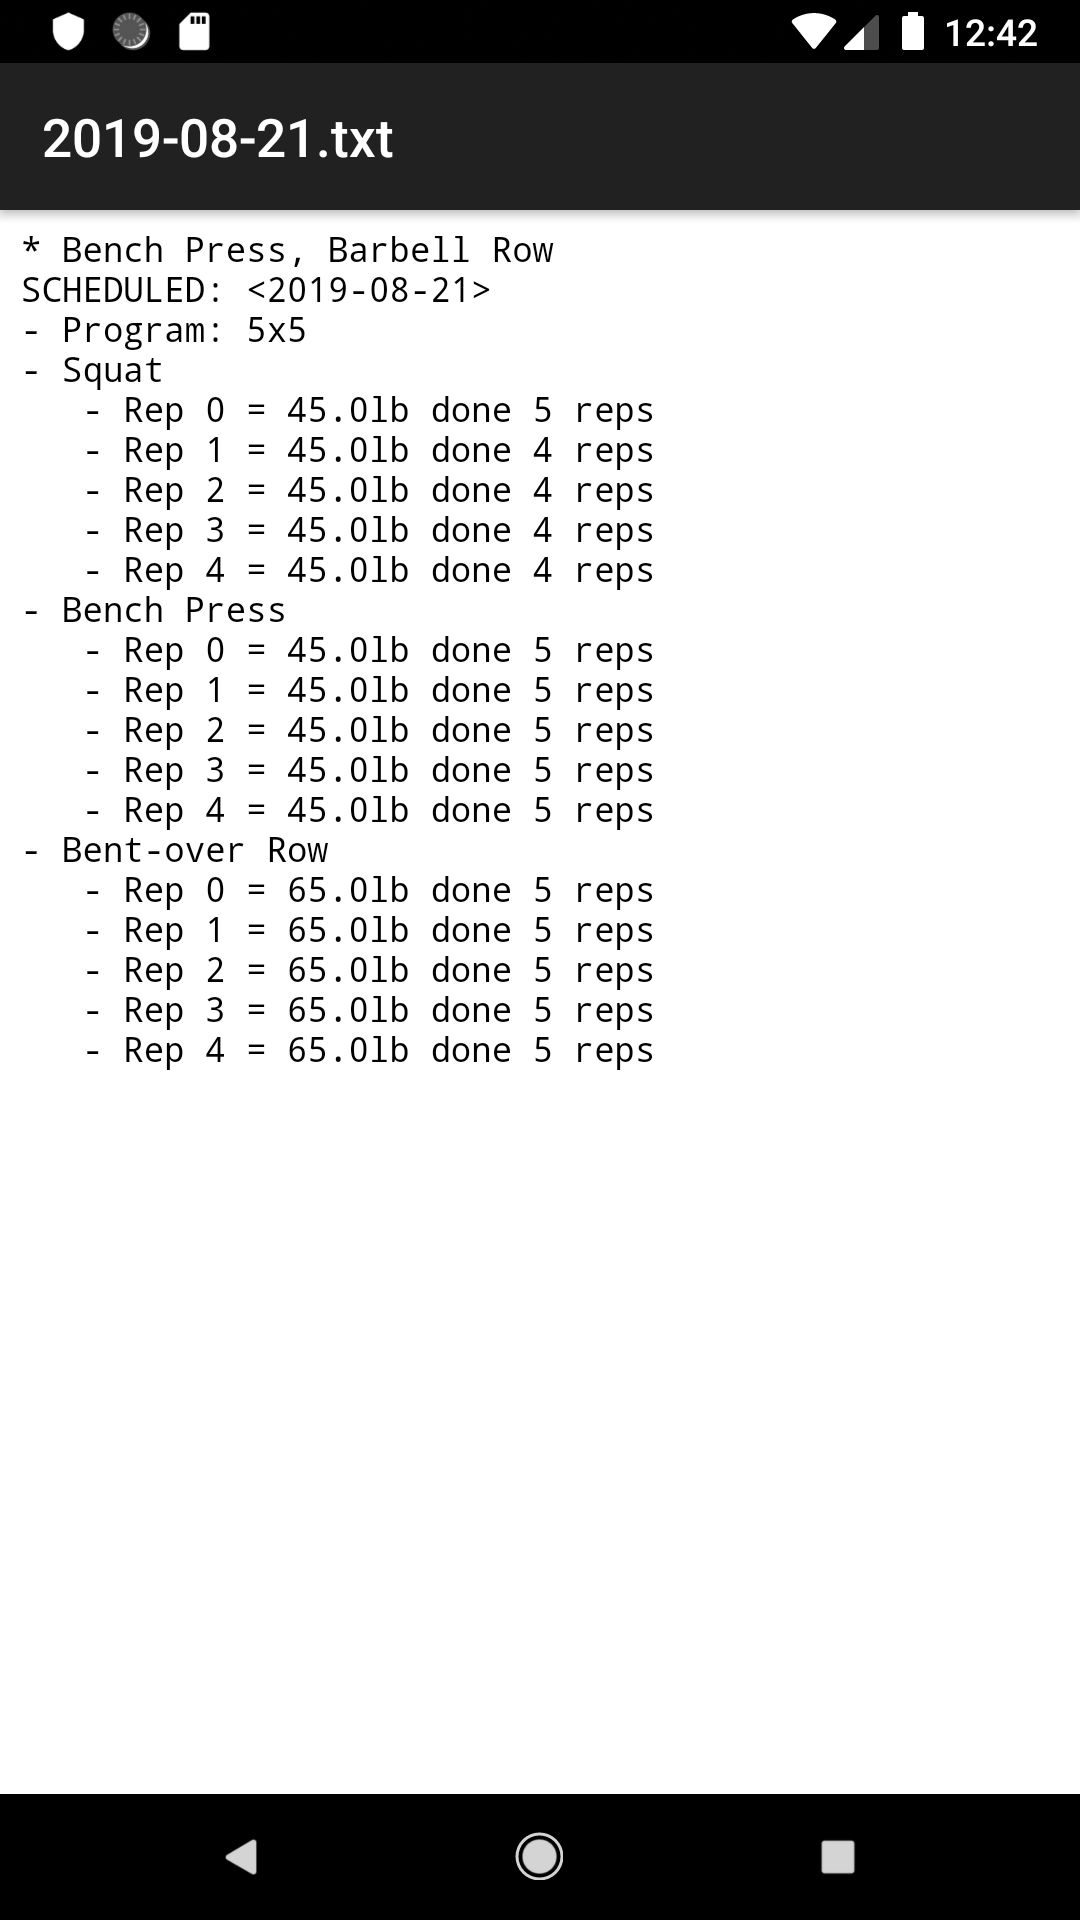 12:42
2019-08-21.txt
* Bench Press, Barbell Row
SCHEDULED: <2019-08-21>
- Program: 5x5
- Squat
   - Rep 0 = 45.0lb done 5 reps
   - Rep 1 = 45.0lb done 4 reps
   - Rep 2 = 45.0lb done 4 reps
   - Rep 3 = 45.0lb done 4 reps
   - Rep 4 = 45.0lb done 4 reps
- Bench Press
   - Rep 0 = 45.0lb done 5 reps
   - Rep 1 = 45.0lb done 5 reps
   - Rep 2 = 45.0lb done 5 reps
   - Rep 3 = 45.0lb done 5 reps
   - Rep 4 = 45.0lb done 5 reps
- Bent-over Row
   - Rep 0 = 65.0lb done 5 reps
   - Rep 1 = 65.0lb done 5 reps
   - Rep 2 = 65.0lb done 5 reps
   - Rep 3 = 65.0lb done 5 reps
   - Rep 4 = 65.0lb done 5 reps